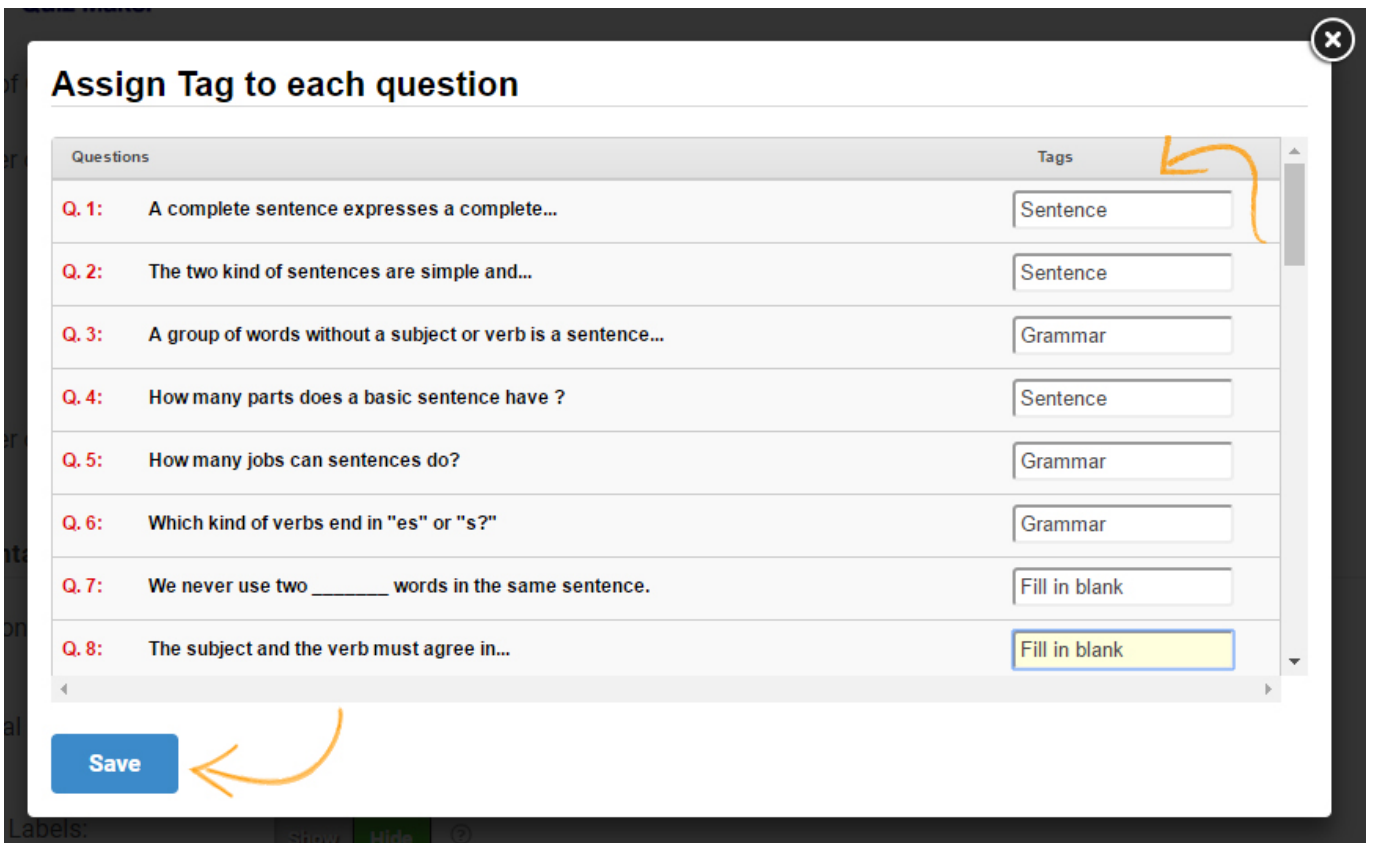 Assign Tag to each question
Questions Tags
Q. 1: A complete sentence expresses a complete... Sentence
Q. 2: The two kind of sentences are simple and... Sentence
Q. 3: A group of words without a subject or verb is a sentence... Grammar
Q. 4: How many parts does a basic sentence have ? Sentence
Q. 5: How many jobs can sentences do? Grammar
Q. 6: Which kind of verbs end in "es" or "s?" Grammar
Q. 7: We never use two _______ words in the same sentence. Fill in blank
Q. 8: The subject and the verb must agree in... Fill in blank
Save
Labels: Show Hide